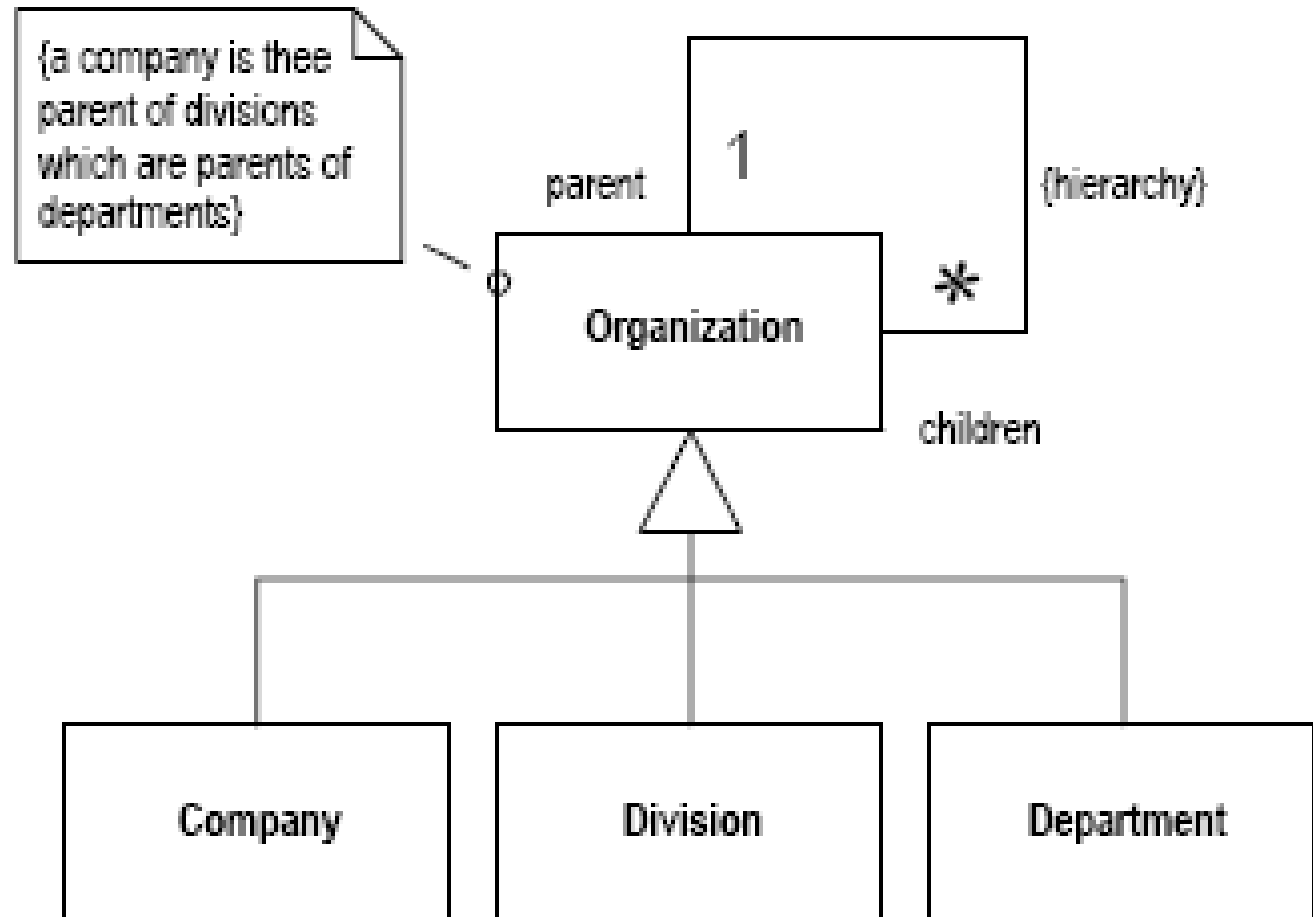 {a company is thee
parent of divisions
which are parents of
departments}
parent
1
{hierarchy}
*
Organization
children
Company
Division
Department